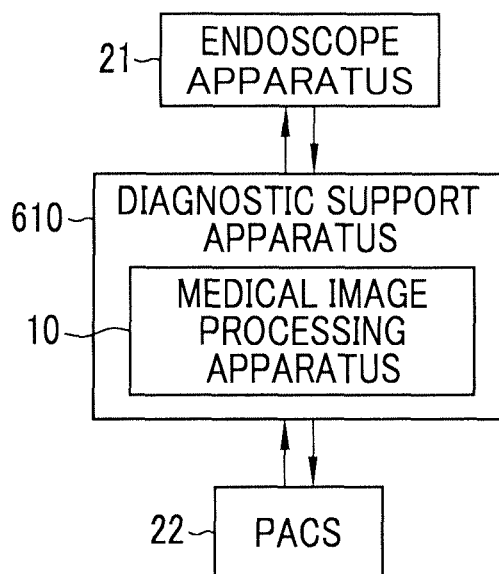 21
ENDOSCOPE
APPARATUS
610
DIAGNOSTIC SUPPORT
APPARATUS
10
MEDICAL IMAGE
PROCESSING
APPARATUS
22
PACS